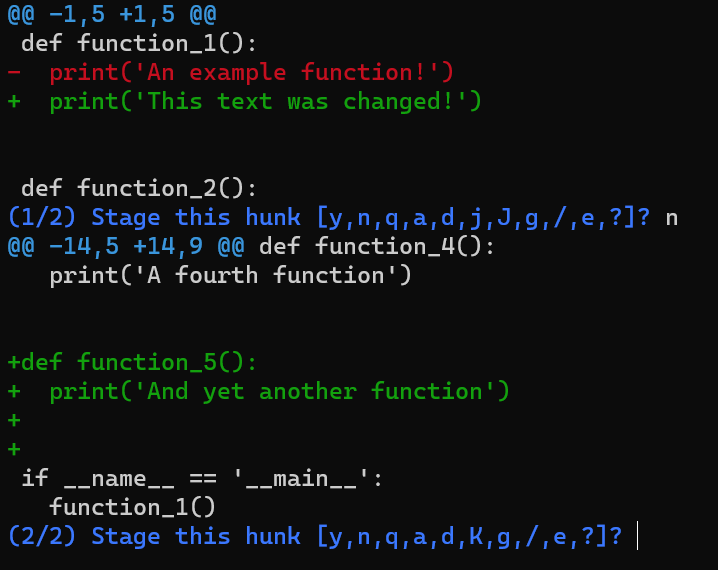 @@ -1,5 +1,5 @@
 def function_1():
-  print('An example function!')
+  print('This text was changed!')
 def function_2():
(1/2) Stage this hunk [y,n,q,a,d,j,J,g,/,e,?]? n
@@ -14,5 +14,9 @@ def function_4():
   print('A fourth function')
+def function_5():
+  print('And yet another function')
+
+
 if __name__ == '__main__':
   function_1()
(2/2) Stage this hunk [y,n,q,a,d,K,g,/,e,?]?